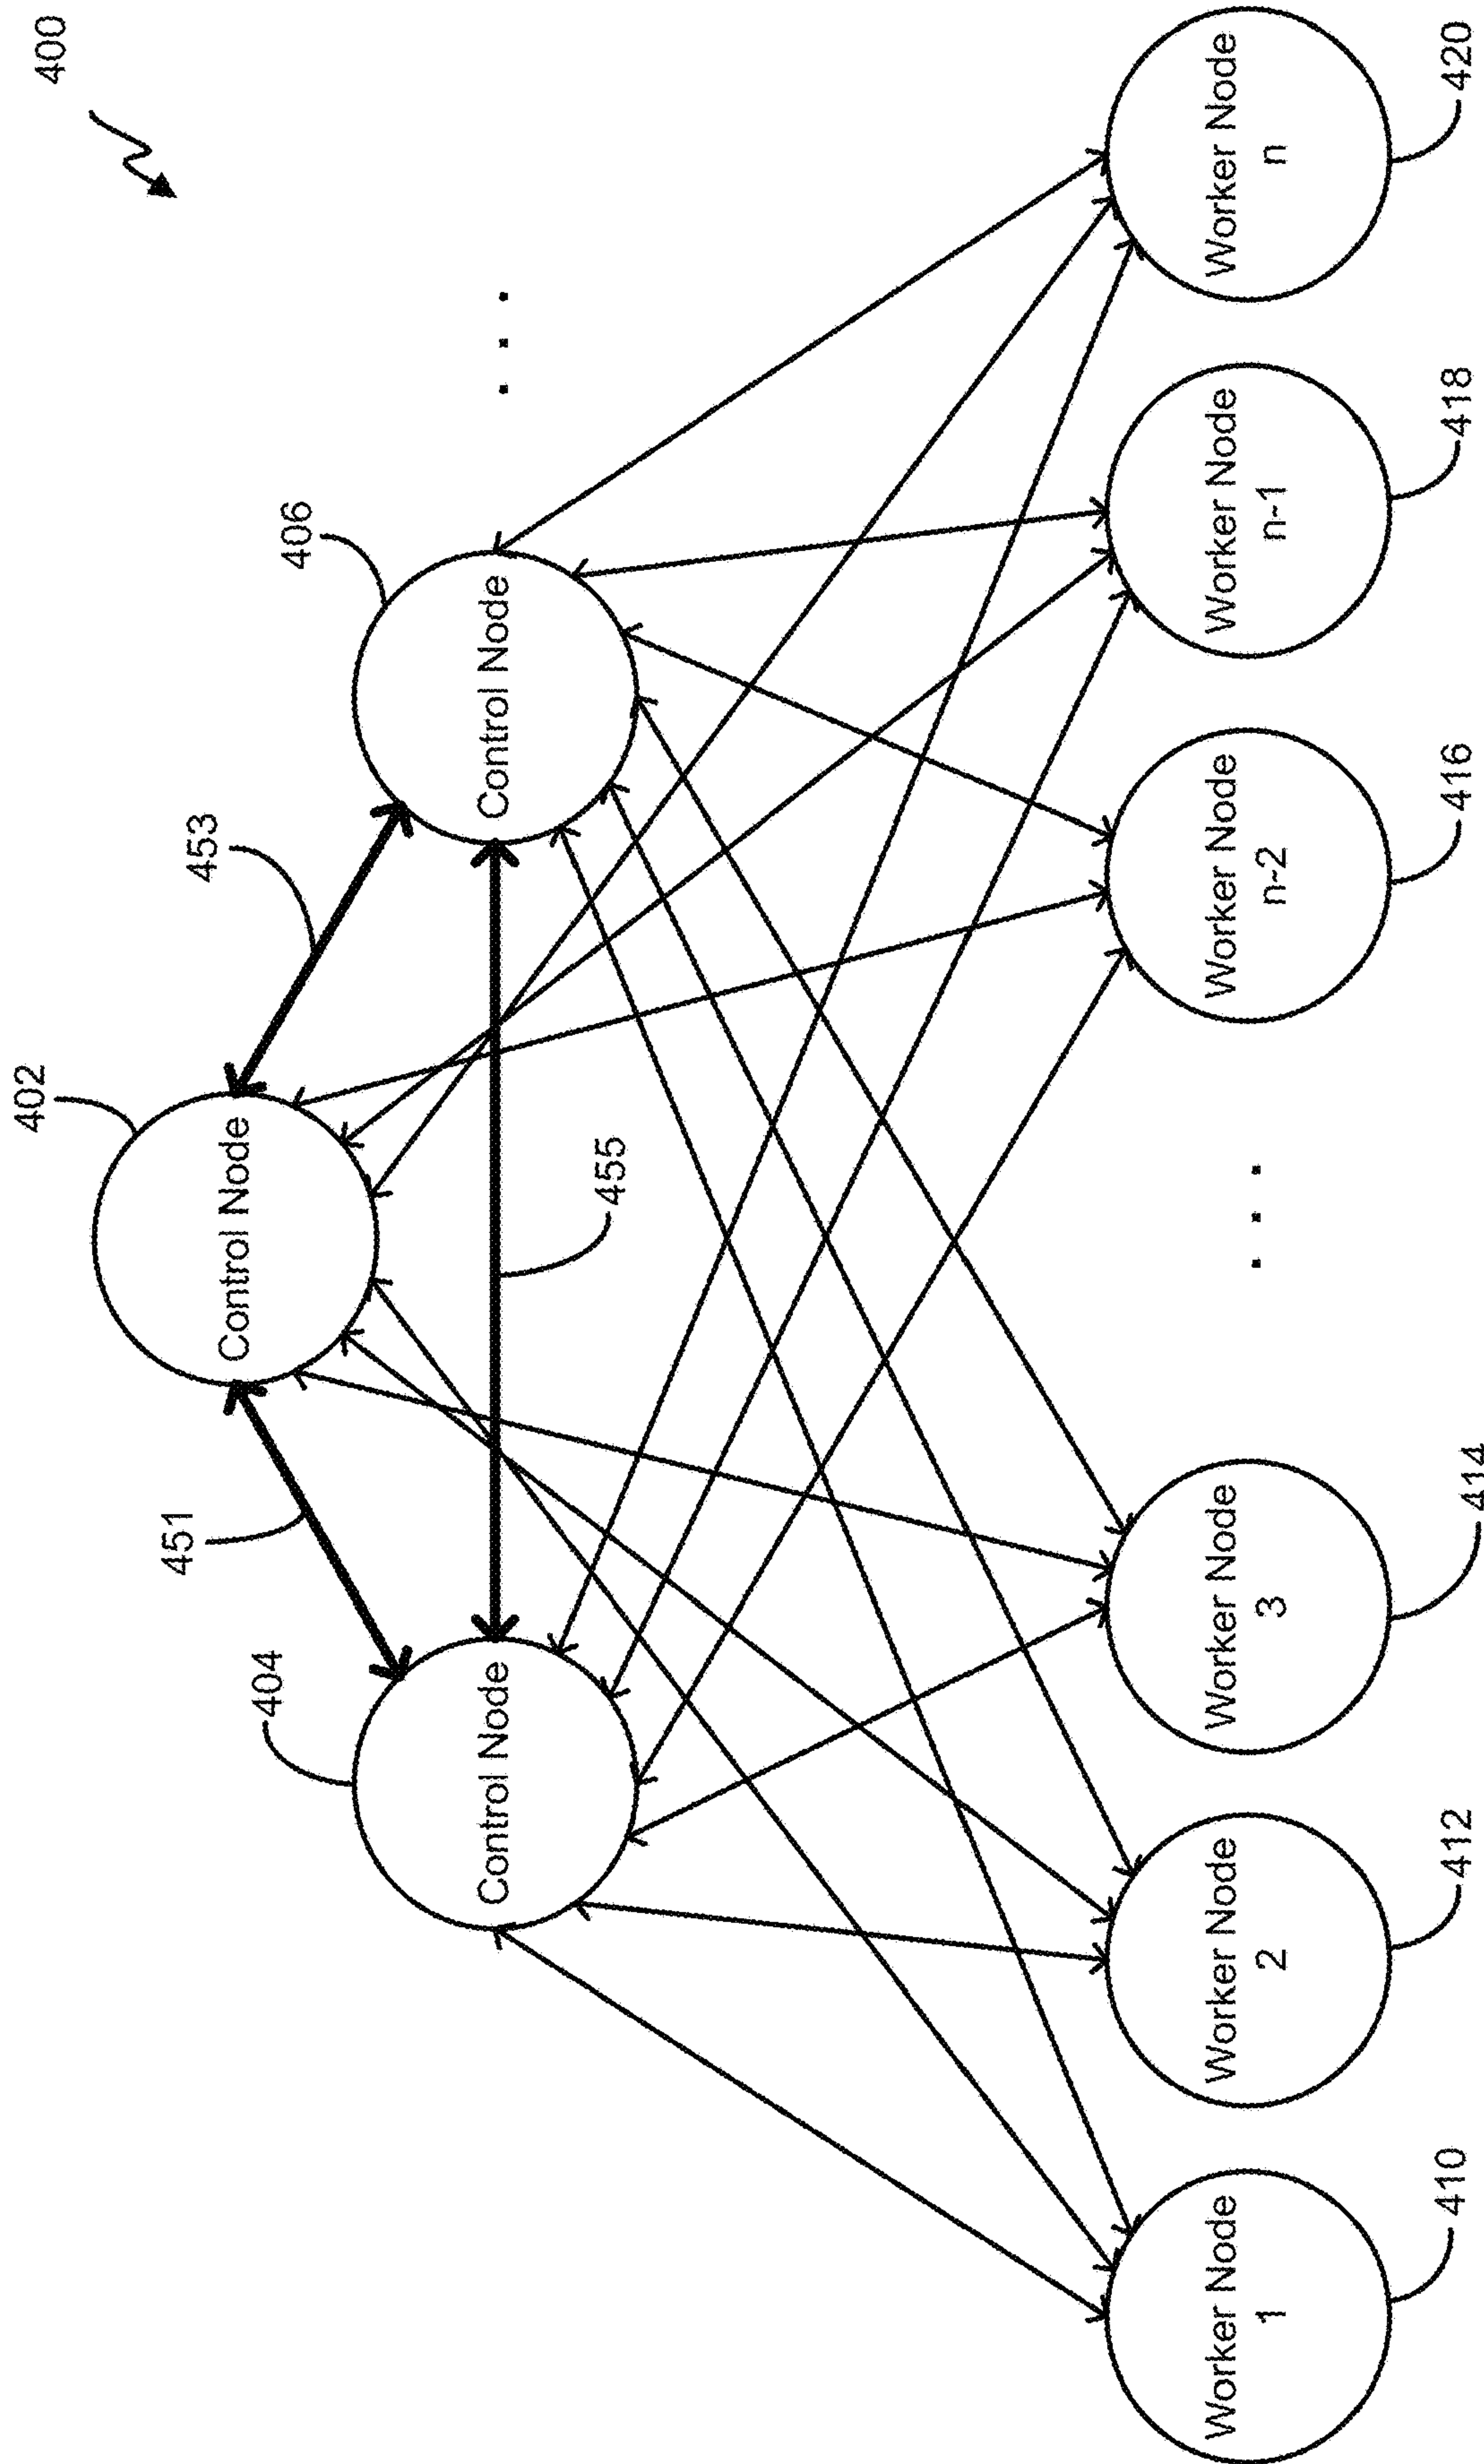 400
402
Control Node
451
453
404
406
Control Node
Control Node
. . .
455
Worker Node
1
Worker Node
2
Worker Node
3
. . .
Worker Node
n-2
Worker Node
n-1
Worker Node
n
410
412
414
416
418
420